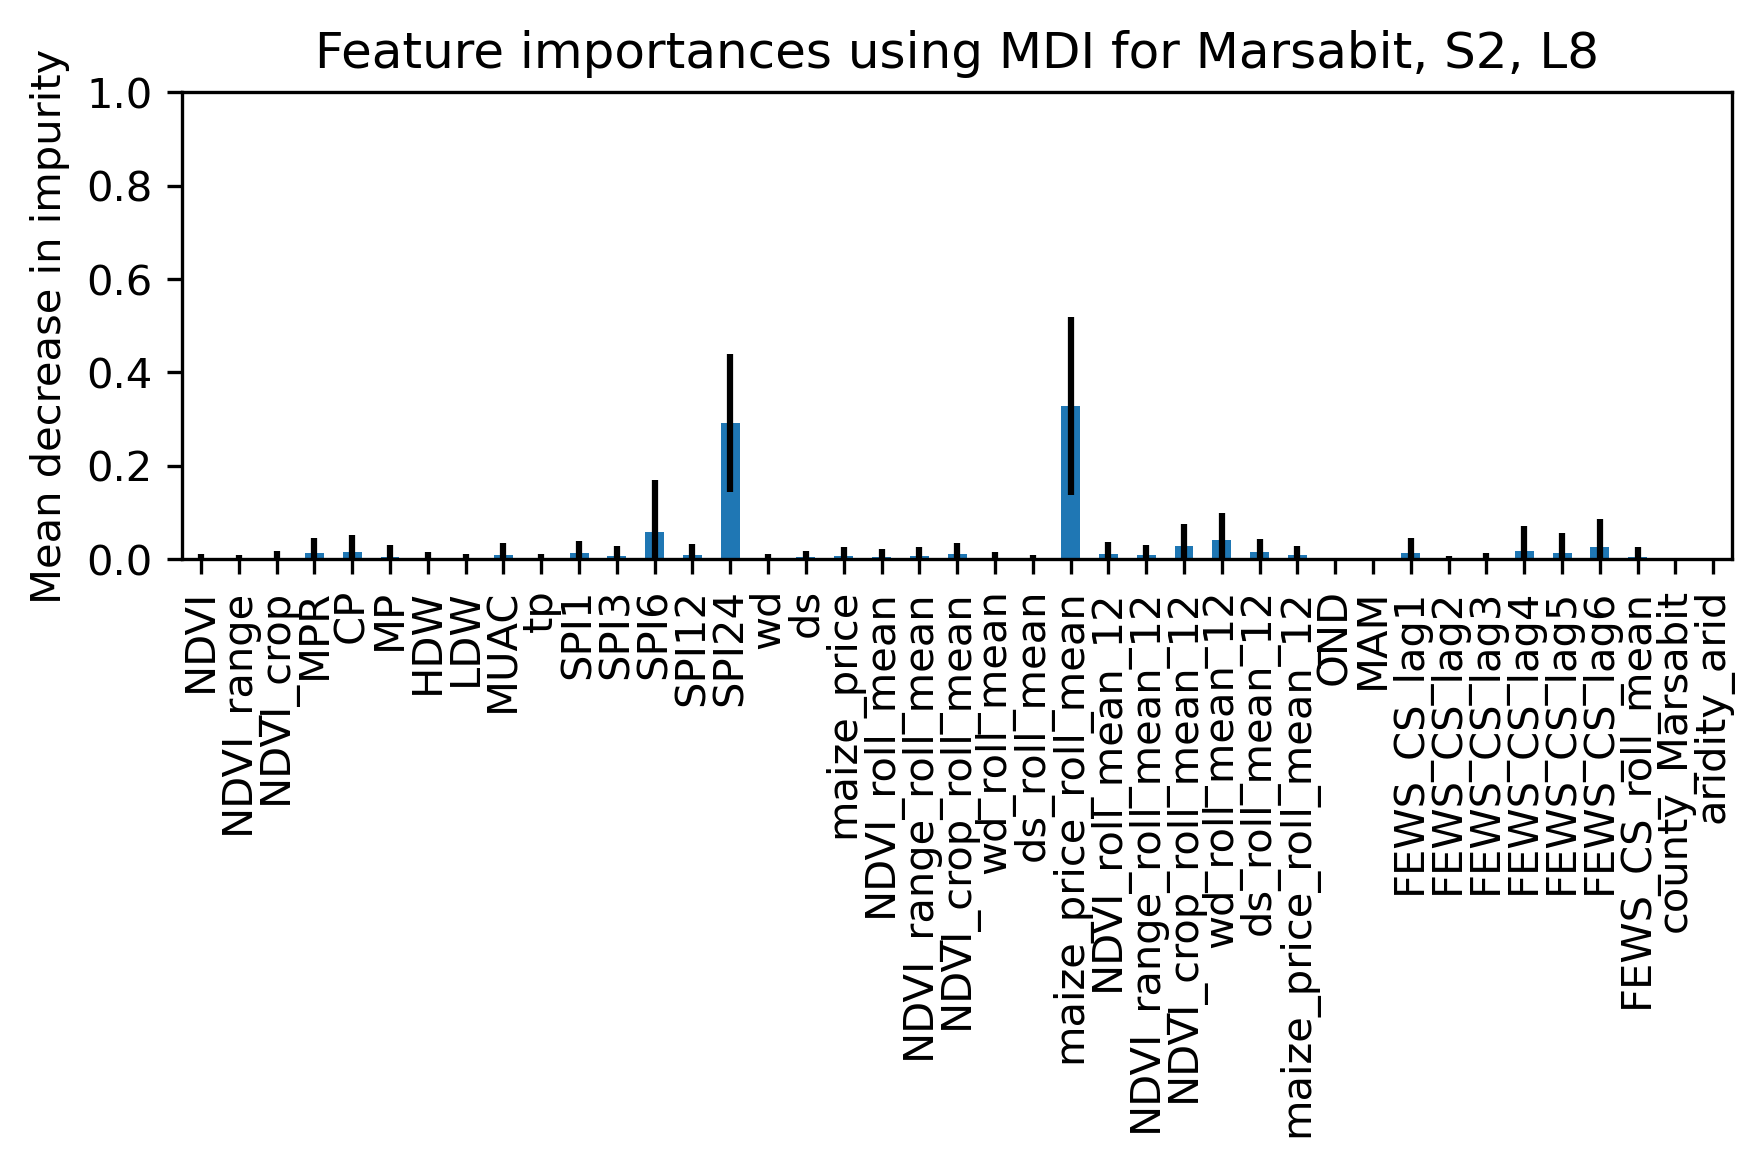 Feature importances using MDI for Marsabit, S2, L8
Mean decrease in impurity
1.0
0.8
0.6
0.4
0.2
0.0
NDVI
NDVI_range
NDVI_crop
MPR
CP
MP
HDW
LDW
MUAC
tp
SPI1
SPI3
SPI6
SPI12
SPI24
wd
ds
maize_price
NDVI_roll_mean
NDVI_range_roll_mean
NDVI_crop_roll_mean
wd_roll_mean
ds_roll_mean
maize_price_roll_mean
NDVI_roll_mean_12
NDVI_range_roll_mean_12
NDVI_crop_roll_mean_12
wd_roll_mean_12
ds_roll_mean_12
maize_price_roll_mean_12
OND
MAM
FEWS_CS_lag1
FEWS_CS_lag2
FEWS_CS_lag3
FEWS_CS_lag4
FEWS_CS_lag5
FEWS_CS_lag6
FEWS_CS_roll_mean
county_Marsabit
aridity_arid